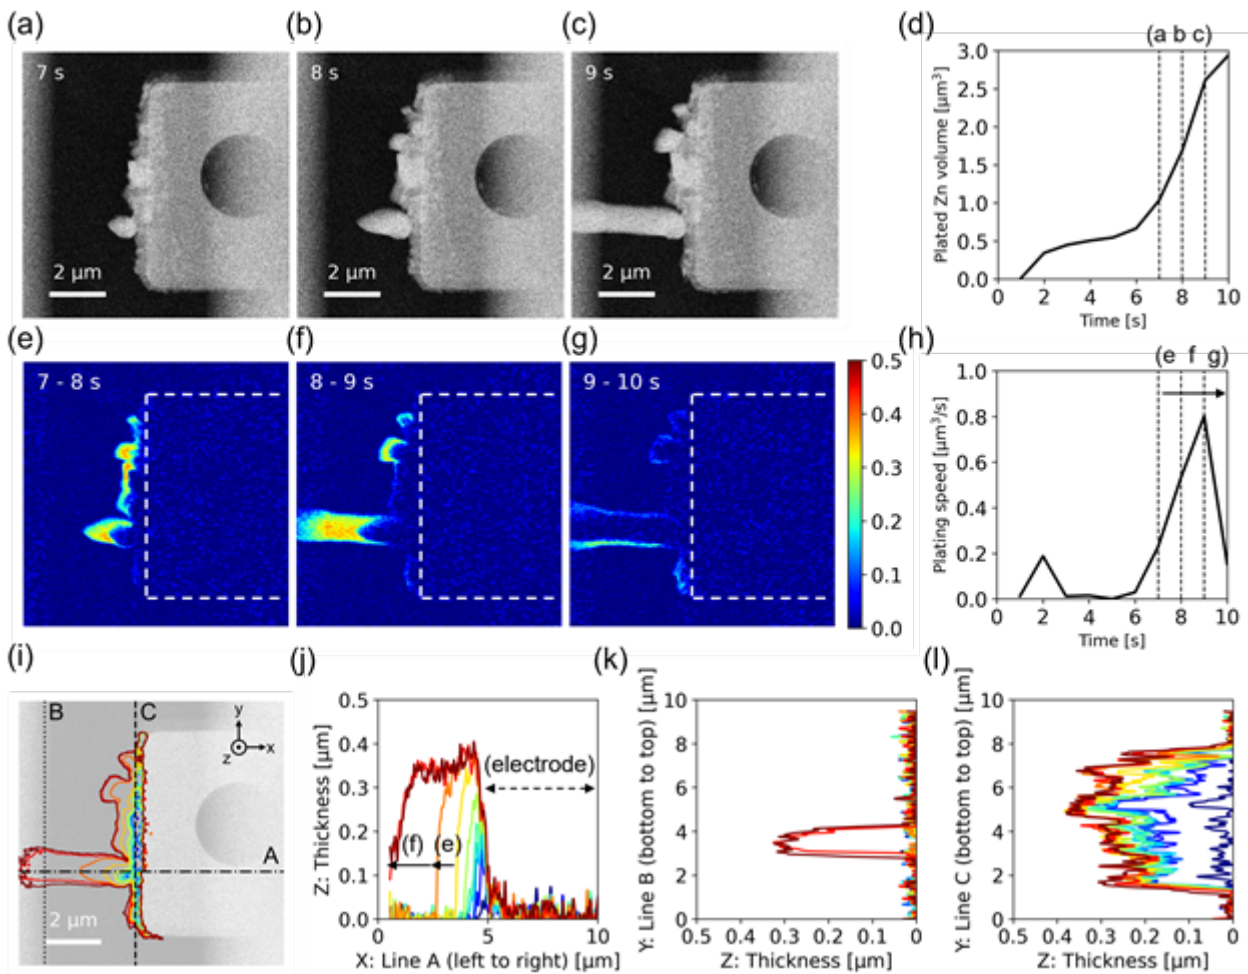 (a)
(b)
(c)
(d)
7 s
8 s
9 s
2 μm
2 μm
2 μm
(a b c)
Plated Zn volume [μm³]
3.0
2.5
2.0
1.5
1.0
0.5
0.0
0 2 4 6 8 10
Time [s]
(e)
(f)
(g)
(h)
7 - 8 s
8 - 9 s
9 - 10 s
0.5
0.4
0.3
0.2
0.1
0.0
(e f g)
Plating speed [μm³/s]
1.0
0.8
0.6
0.4
0.2
0.0
0 2 4 6 8 10
Time [s]
(i)
(j)
(k)
(l)
B
C
y
z
x
A
2 μm
Z: Thickness [μm]
0.5
0.4
0.3
0.2
0.1
0.0
(electrode)
(f)
(e)
0 5 10
X: Line A (left to right) [μm]
Y: Line B (bottom to top) [μm]
10
8
6
4
2
0
0.5 0.4 0.3 0.2 0.1 0
Z: Thickness [μm]
Y: Line C (bottom to top) [μm]
10
8
6
4
2
0
0.5 0.4 0.3 0.2 0.1 0
Z: Thickness [μm]